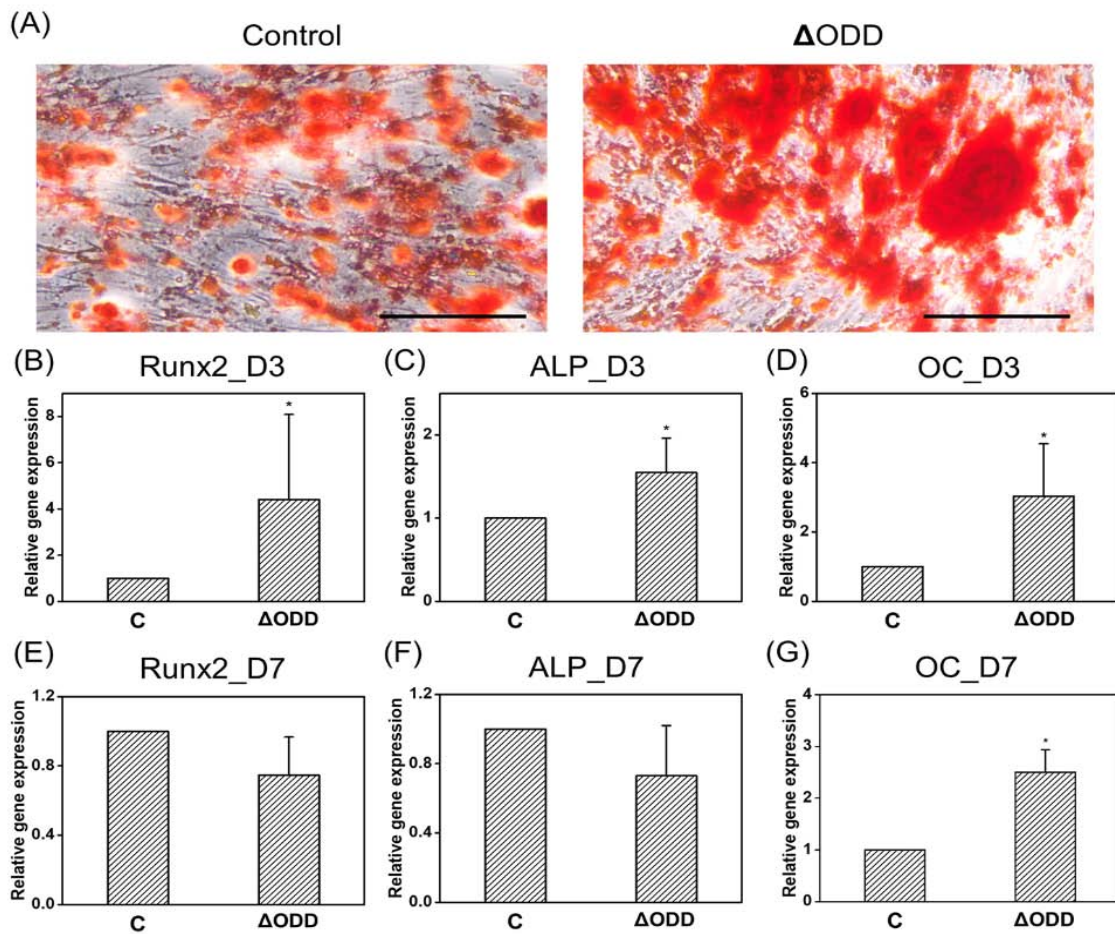 (A)
Control
ΔODD
(B)
Runx2_D3
Relative gene expression
8
6
4
2
0
*
C
ΔODD
(C)
ALP_D3
Relative gene expression
2
1
0
*
C
ΔODD
(D)
OC_D3
Relative gene expression
6
4
2
0
*
C
ΔODD
(E)
Runx2_D7
Relative gene expression
1.2
0.8
0.4
0.0
C
ΔODD
(F)
ALP_D7
Relative gene expression
1.2
0.8
0.4
0.0
C
ΔODD
(G)
OC_D7
Relative gene expression
4
3
2
1
0
*
C
ΔODD